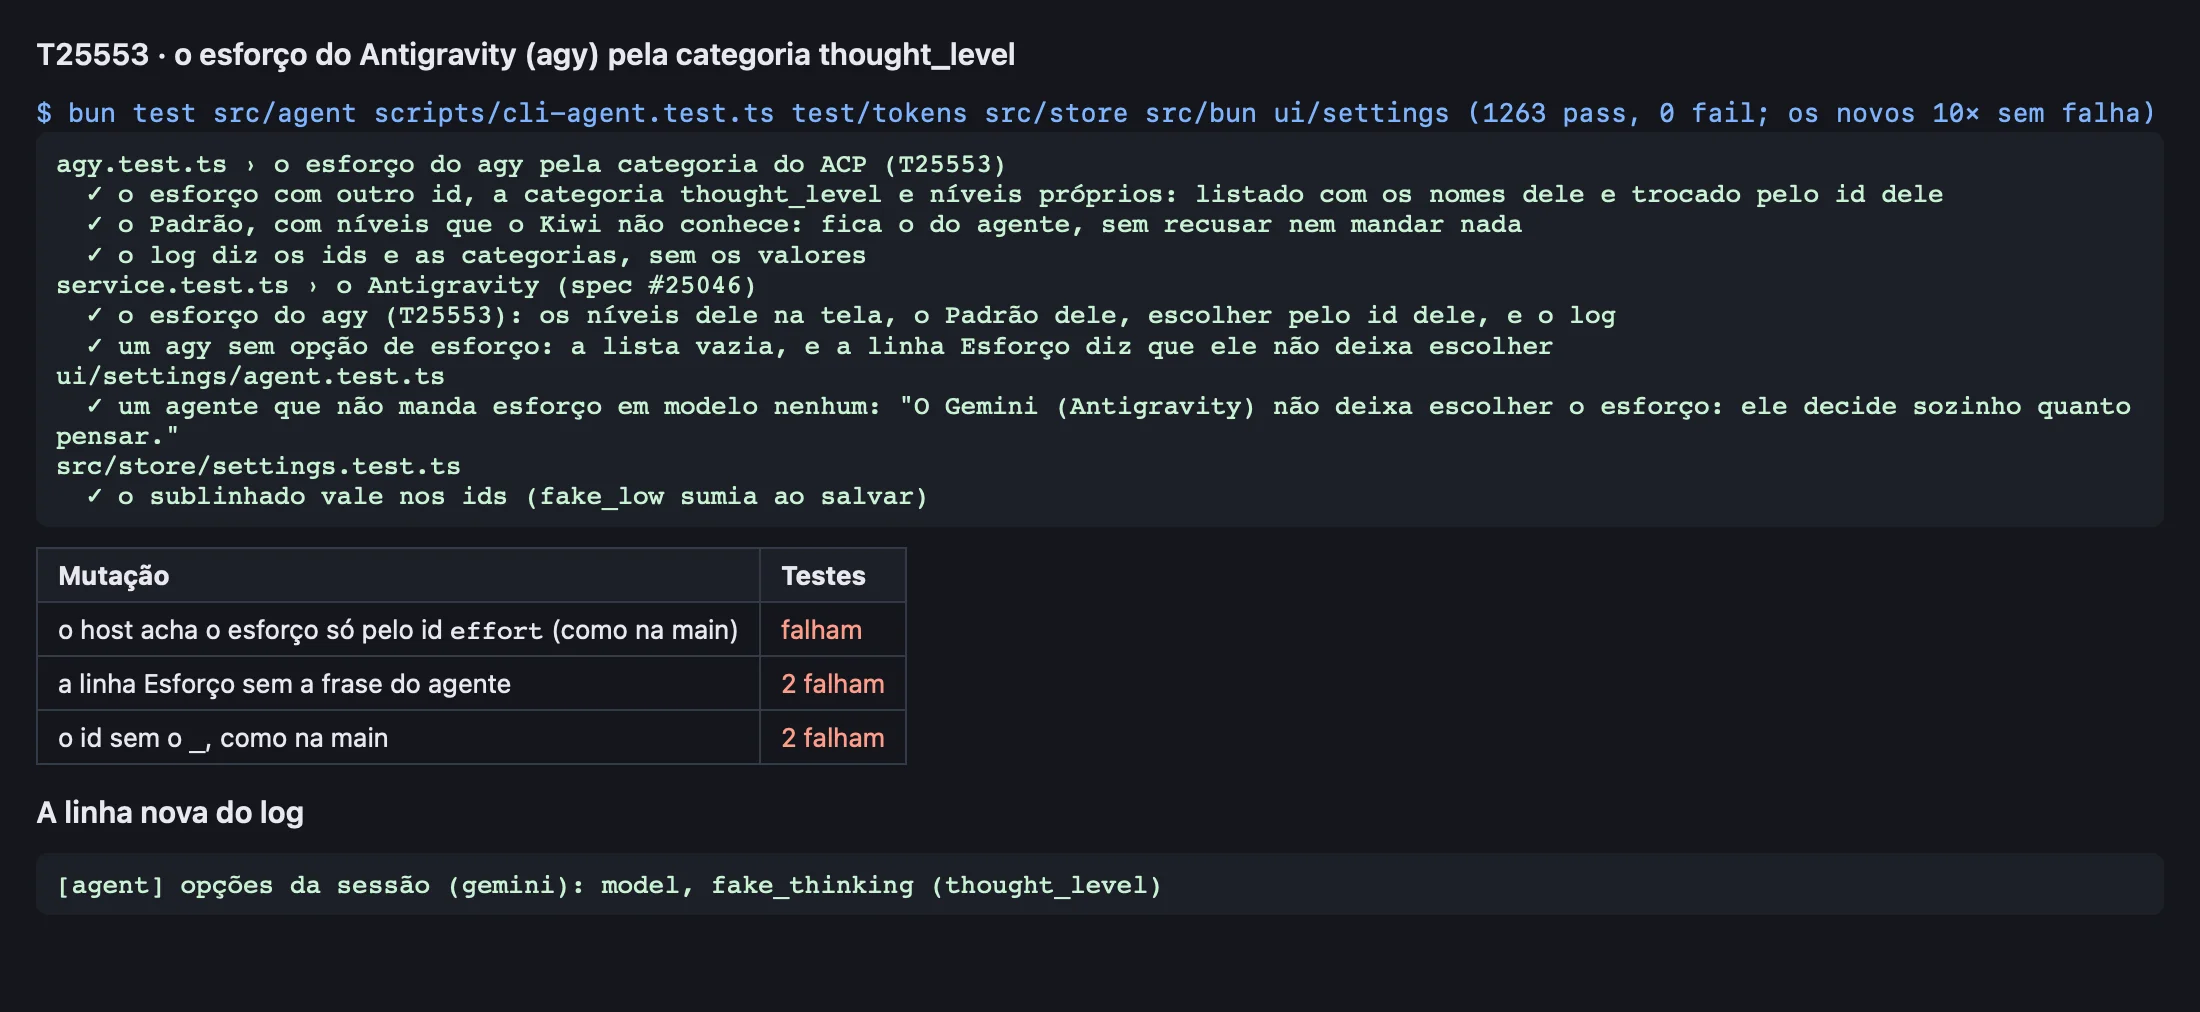 T25553 · o esforço do Antigravity (agy) pela categoria thought_level
$ bun test src/agent scripts/cli-agent.test.ts test/tokens src/store src/bun ui/settings (1263 pass, 0 fail; os novos 10× sem falha)
agy.test.ts › o esforço do agy pela categoria do ACP (T25553)
✓ o esforço com outro id, a categoria thought_level e níveis próprios: listado com os nomes dele e trocado pelo id dele
✓ o Padrão, com níveis que o Kiwi não conhece: fica o do agente, sem recusar nem mandar nada
✓ o log diz os ids e as categorias, sem os valores
service.test.ts › o Antigravity (spec #25046)
✓ o esforço do agy (T25553): os níveis dele na tela, o Padrão dele, escolher pelo id dele, e o log
✓ um agy sem opção de esforço: a lista vazia, e a linha Esforço diz que ele não deixa escolher
ui/settings/agent.test.ts
✓ um agente que não manda esforço em modelo nenhum: "O Gemini (Antigravity) não deixa escolher o esforço: ele decide sozinho quanto
pensar."
src/store/settings.test.ts
✓ o sublinhado vale nos ids (fake_low sumia ao salvar)
Mutação Testes
o host acha o esforço só pelo id effort (como na main) falham
a linha Esforço sem a frase do agente 2 falham
o id sem o _, como na main 2 falham
A linha nova do log
[agent] opções da sessão (gemini): model, fake_thinking (thought_level)